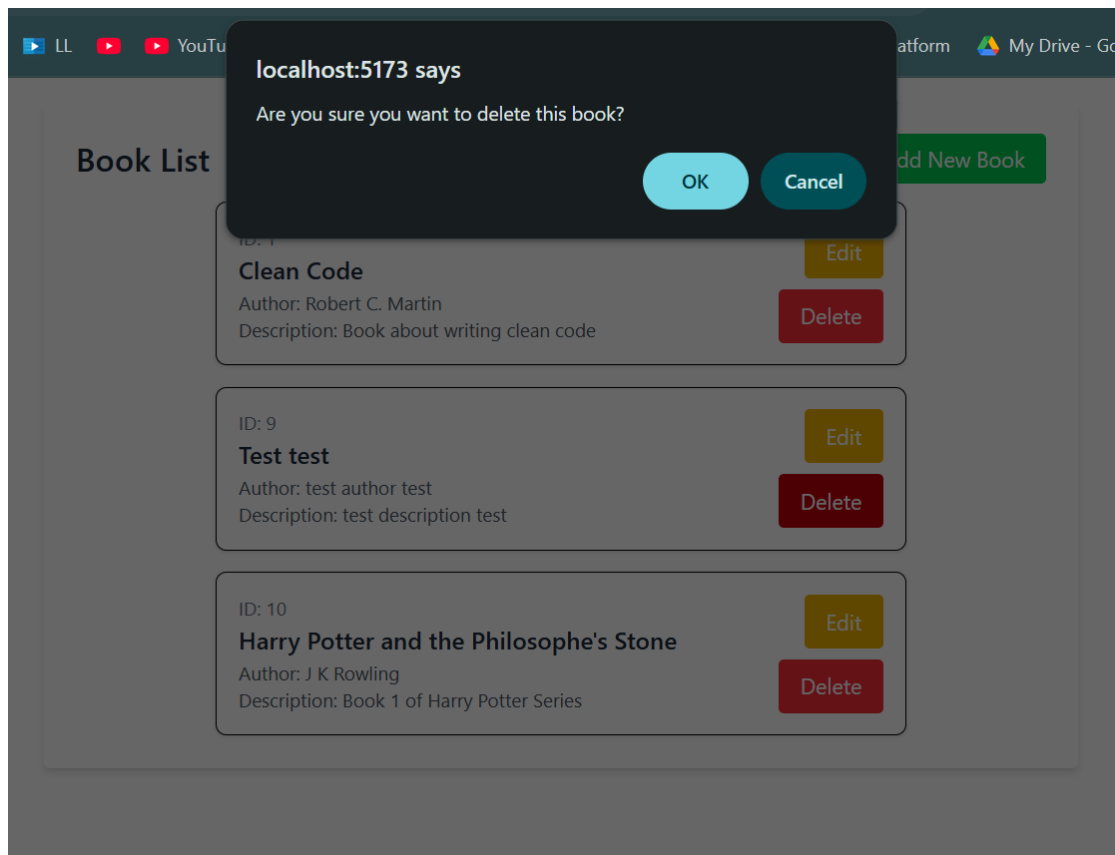 LL
YouTu
atform
My Drive - Go
localhost:5173 says
Are you sure you want to delete this book?
OK
Cancel
Book List
dd New Book
ID: 1
Clean Code
Author: Robert C. Martin
Description: Book about writing clean code
Edit
Delete
ID: 9
Test test
Author: test author test
Description: test description test
Edit
Delete
ID: 10
Harry Potter and the Philosophe's Stone
Author: J K Rowling
Description: Book 1 of Harry Potter Series
Edit
Delete